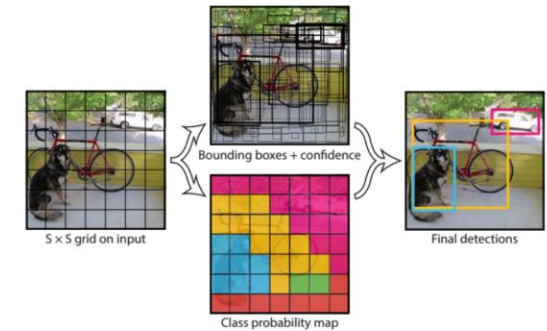 Bounding boxes + confidence
S × S grid on input
Final detections
Class probability map